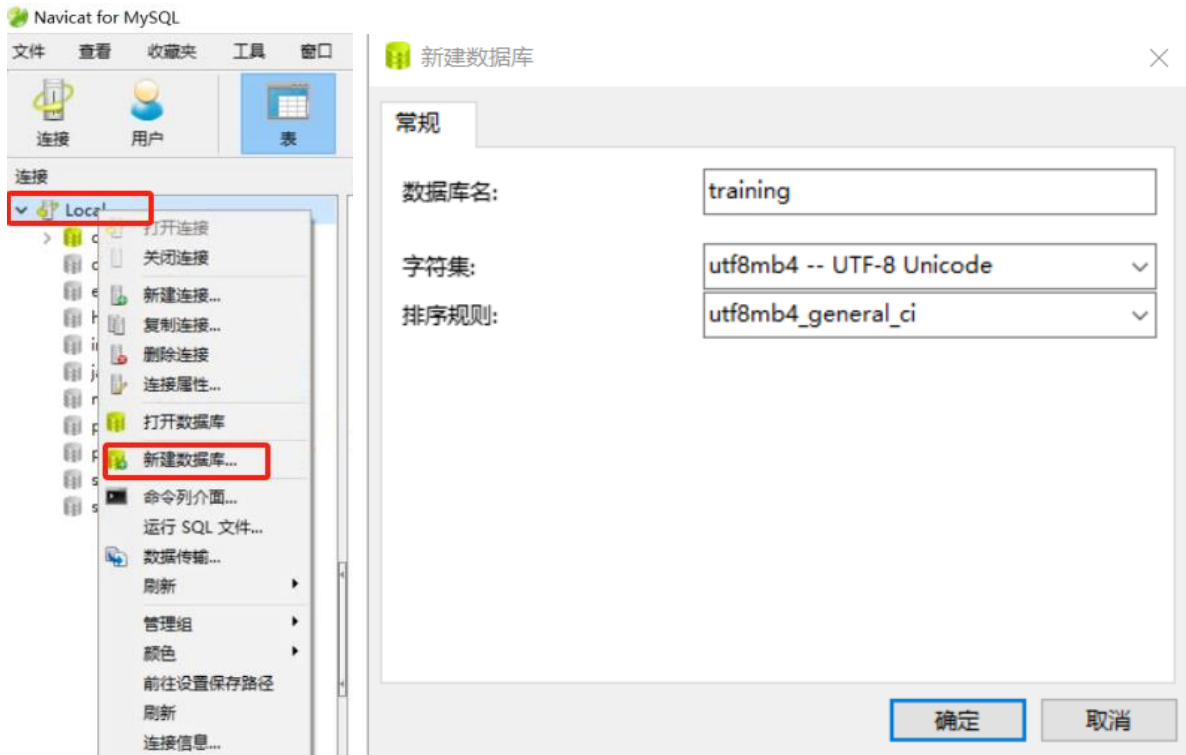 Navicat for MySQL
文件 查看 收藏夹 工具 窗口
连接 用户 表
连接
Local
打开连接
关闭连接
新建连接...
复制连接...
删除连接
连接属性...
打开数据库
新建数据库...
命令列介面...
运行 SQL 文件...
数据传输...
刷新
管理组
颜色
前往设置保存路径
刷新
连接信息...
新建数据库
常规
数据库名: training
字符集: utf8mb4 -- UTF-8 Unicode
排序规则: utf8mb4_general_ci
确定 取消